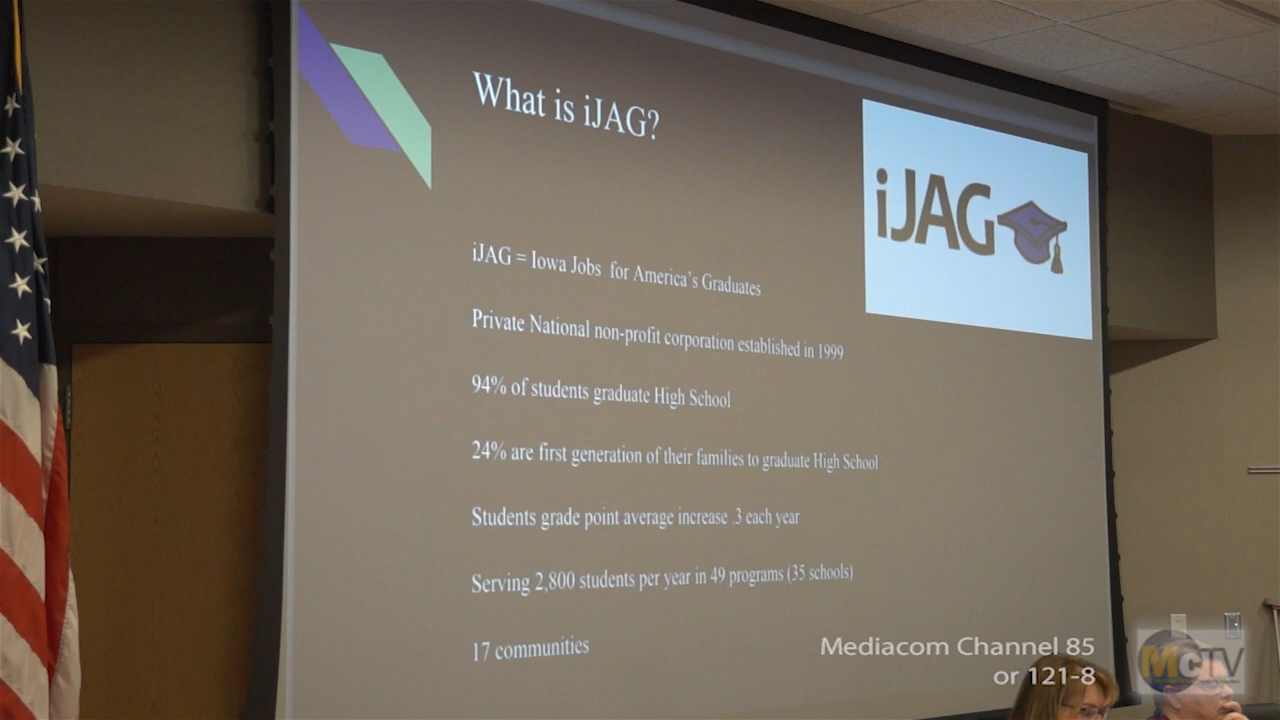 What is iJAG?
iJAG
iJAG = Iowa Jobs for America's Graduates
Private National non-profit corporation established in 1999
94% of students graduate High School
24% are first generation of their families to graduate High School
Students grade point average increase .3 each year
Serving 2,800 students per year in 49 programs (35 schools)
17 communities
Mediacom Channel 85
or 121-8
MCTV